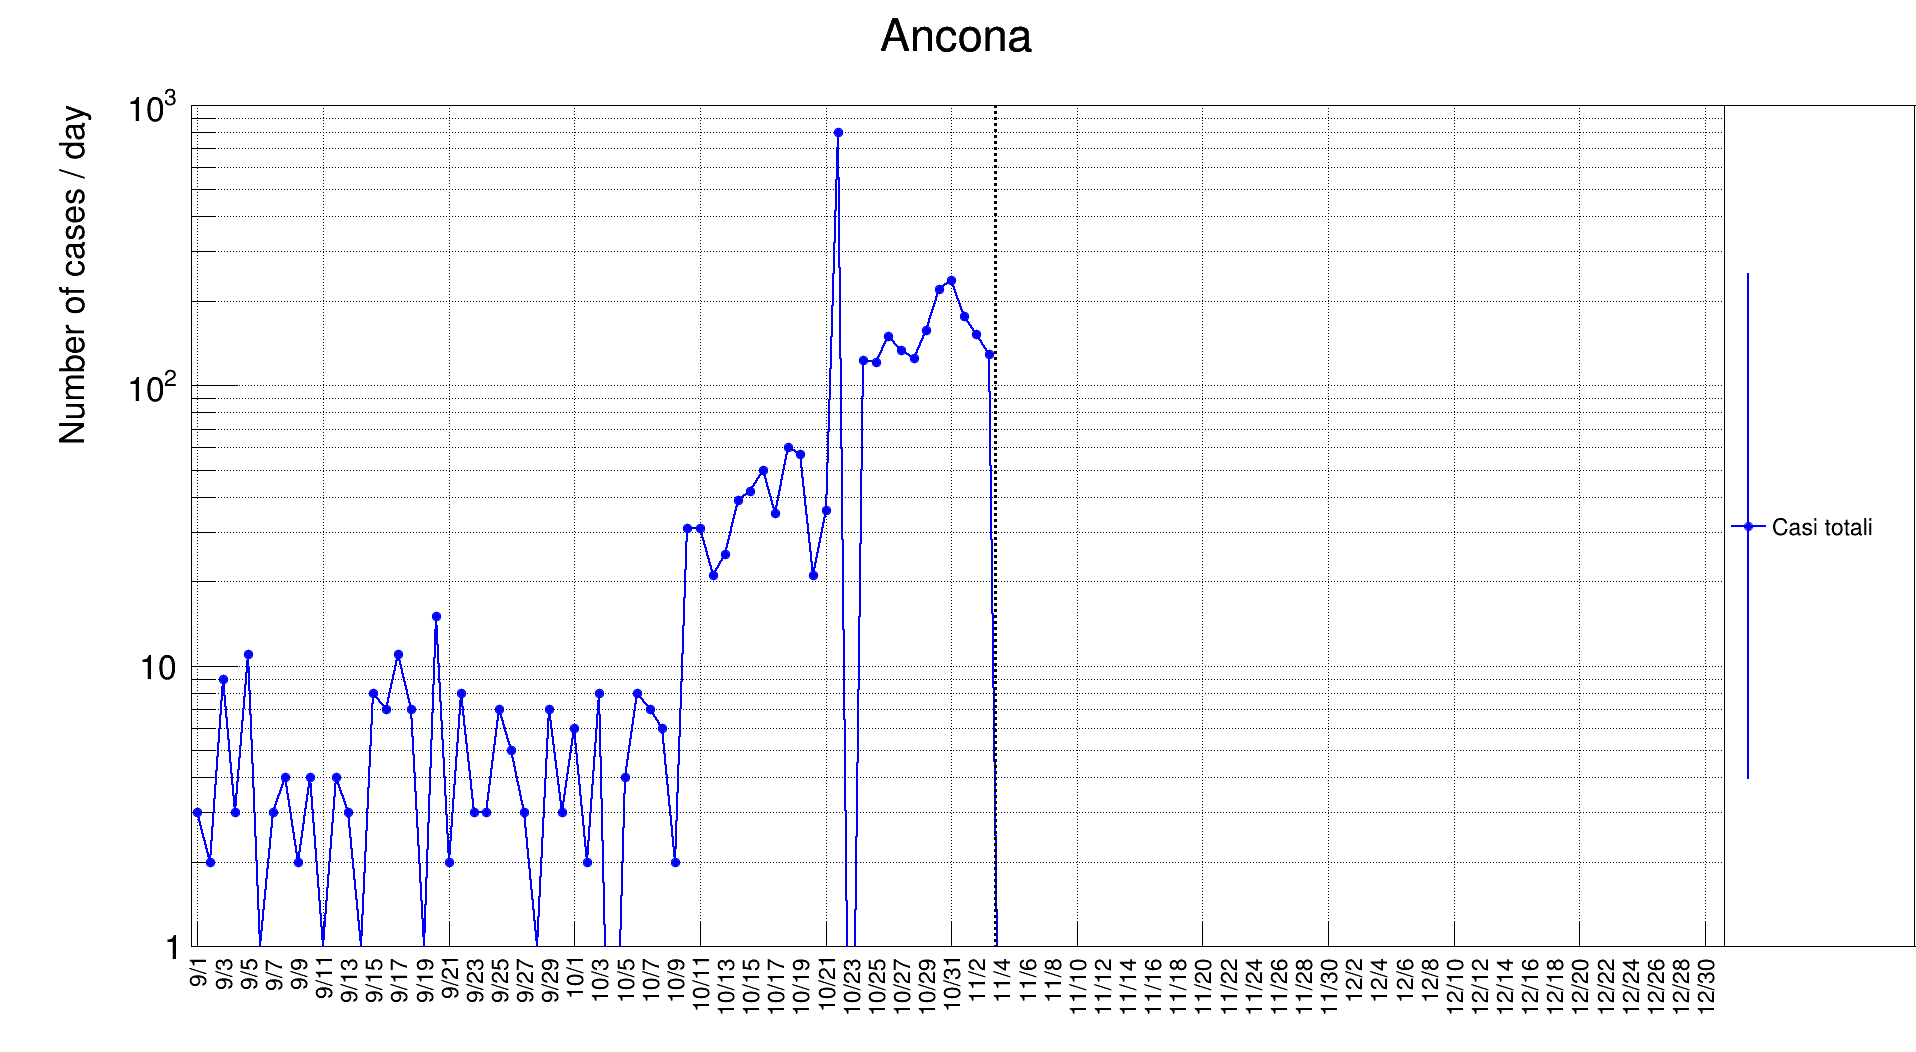 Ancona
Number of cases / day
10³
10²
10
1
9/1 9/3 9/5 9/7 9/9 9/11 9/13 9/15 9/17 9/19 9/21 9/23 9/25 9/27 9/29 10/1 10/3 10/5 10/7 10/9 10/11 10/13 10/15 10/17 10/19 10/21 10/23 10/25 10/27 10/29 10/31 11/2 11/4 11/6 11/8 11/10 11/12 11/14 11/16 11/18 11/20 11/22 11/24 11/26 11/28 11/30 12/2 12/4 12/6 12/8 12/10 12/12 12/14 12/16 12/18 12/20 12/22 12/24 12/26 12/28 12/30
Casi totali